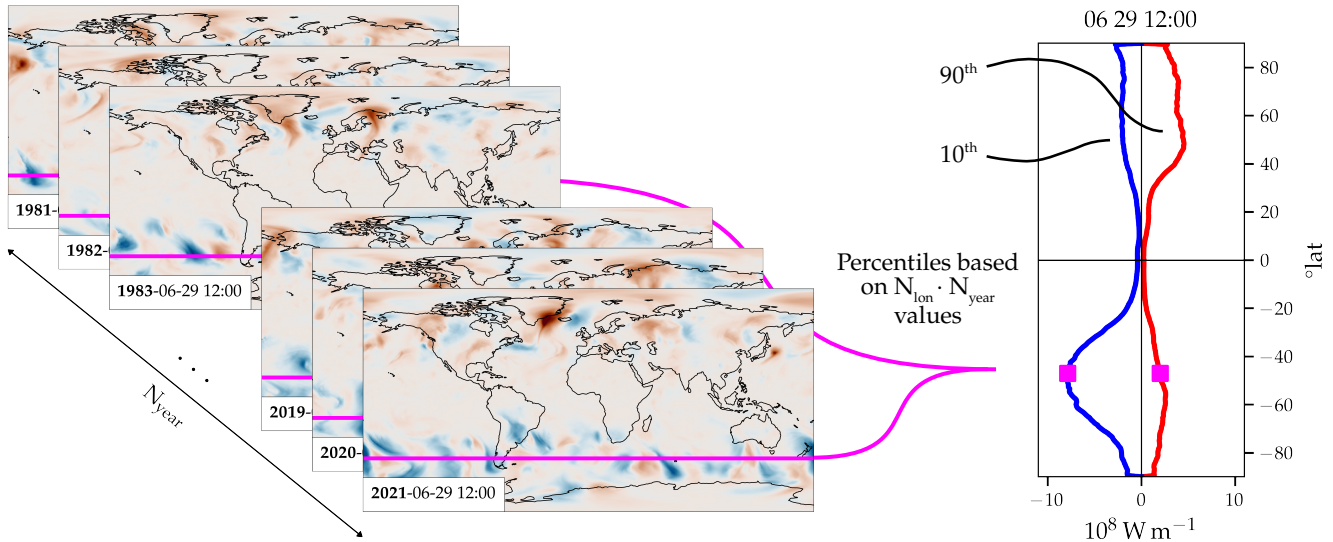 1981-
1982-
1983-06-29 12:00
2019-
2020-
2021-06-29 12:00
N_year
Percentiles based
on N_lon · N_year
values
06 29 12:00
90th
10th
80
60
40
20
0
−20
−40
−60
−80
°lat
−10 0 10
10⁸ W m⁻¹